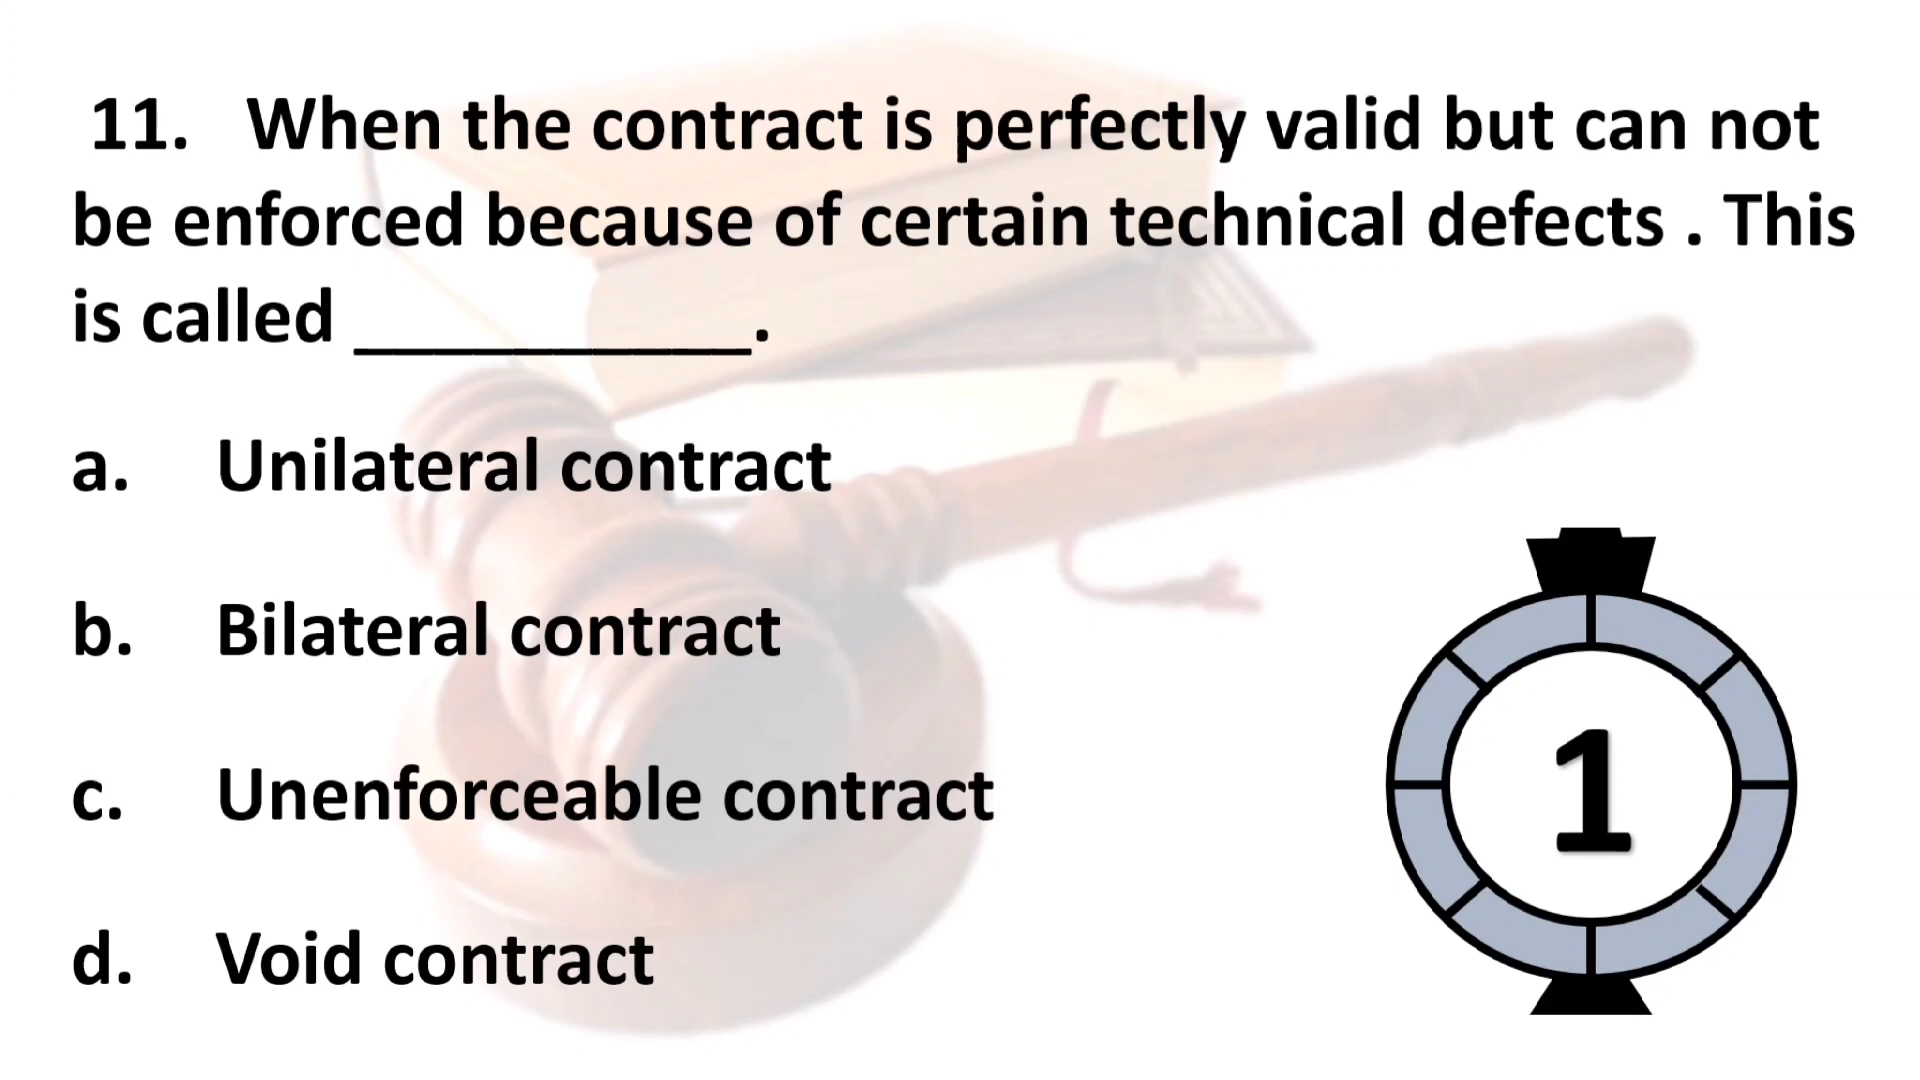 11. When the contract is perfectly valid but can not
be enforced because of certain technical defects . This
is called __________.
a. Unilateral contract
b. Bilateral contract
c. Unenforceable contract
d. Void contract
1